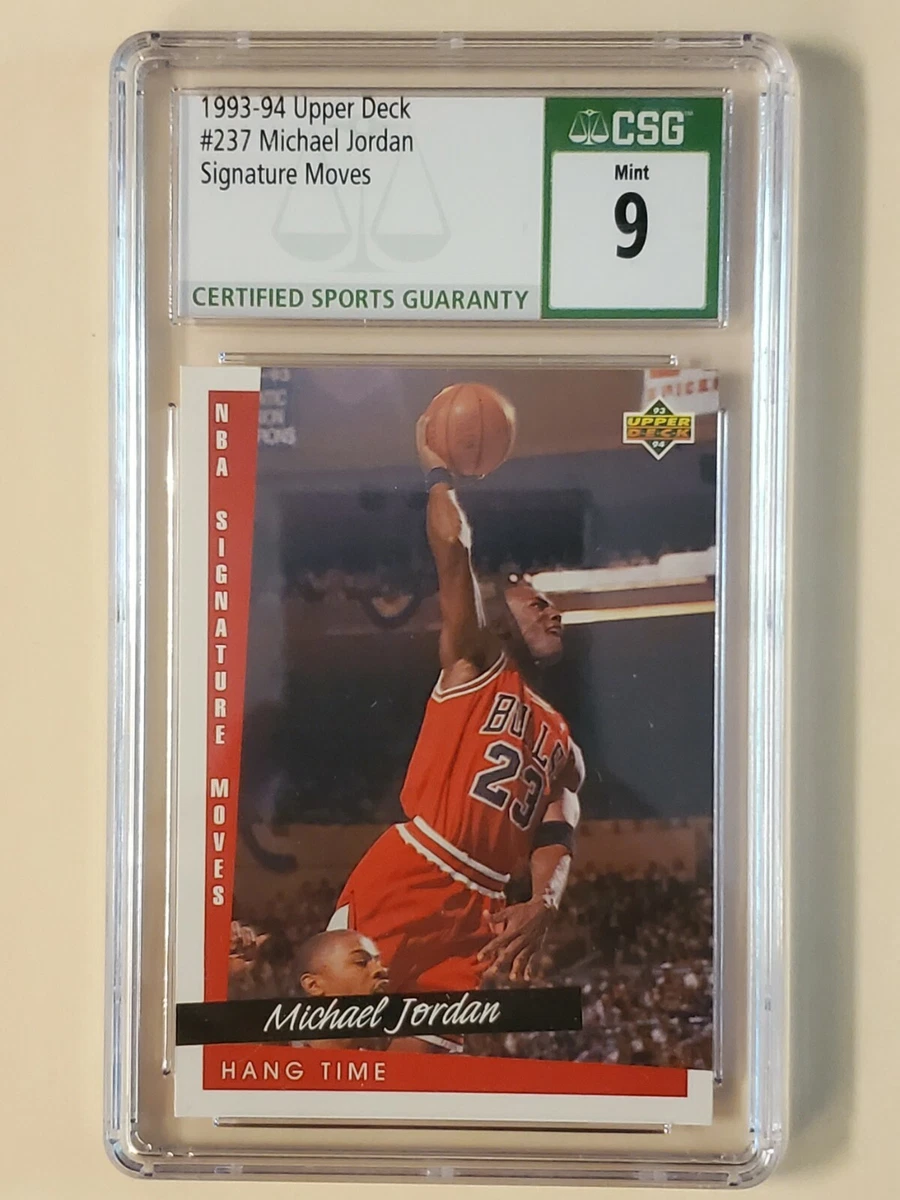 1993-94 Upper Deck
#237 Michael Jordan
Signature Moves
CSG™
Mint
9
CERTIFIED SPORTS GUARANTY
NBA SIGNATURE MOVES
93
UPPER
DECK
94
BULLS
23
Michael Jordan
HANG TIME